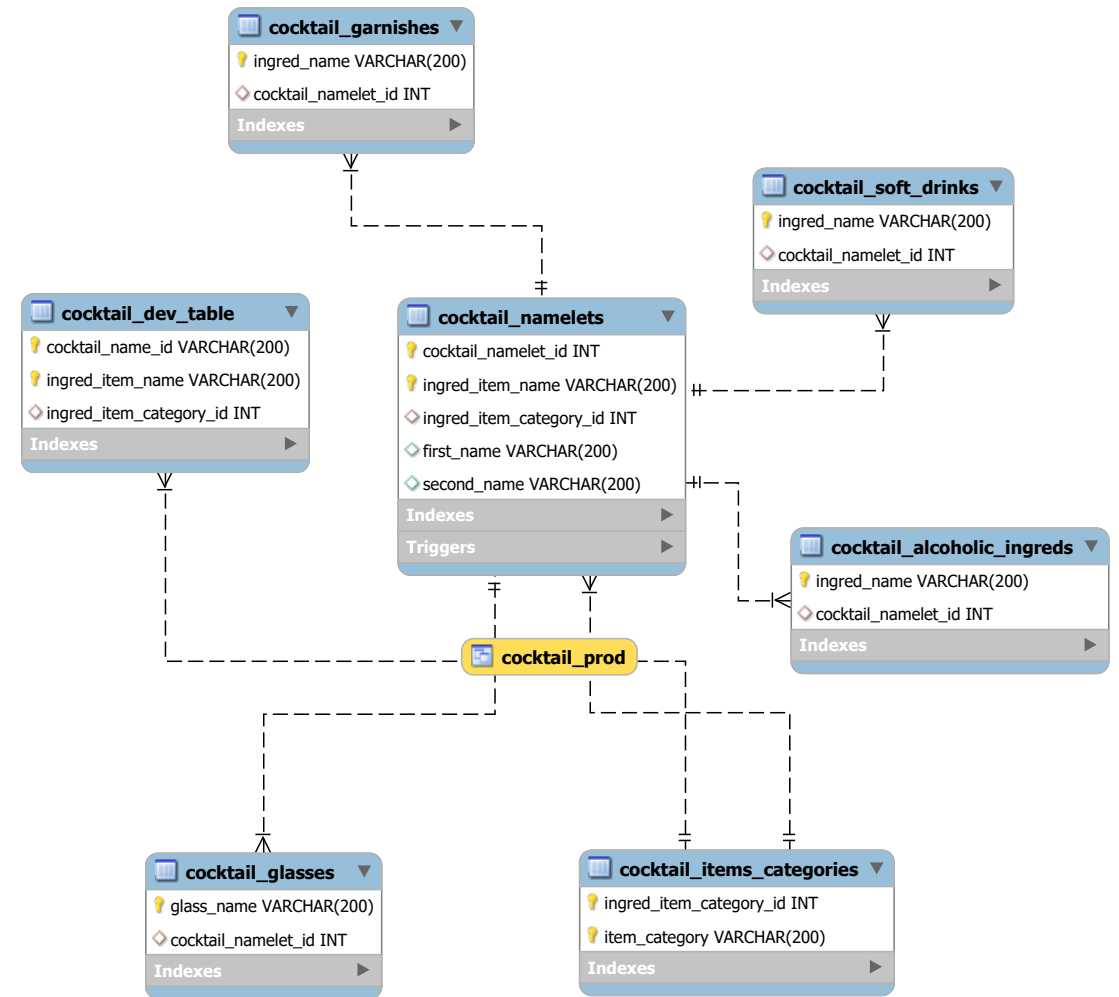 cocktail_garnishes
ingred_name VARCHAR(200)
cocktail_namelet_id INT
Indexes
cocktail_soft_drinks
ingred_name VARCHAR(200)
cocktail_namelet_id INT
Indexes
cocktail_dev_table
cocktail_name_id VARCHAR(200)
ingred_item_name VARCHAR(200)
ingred_item_category_id INT
Indexes
cocktail_namelets
cocktail_namelet_id INT
ingred_item_name VARCHAR(200)
ingred_item_category_id INT
first_name VARCHAR(200)
second_name VARCHAR(200)
Indexes
Triggers
cocktail_alcoholic_ingreds
ingred_name VARCHAR(200)
cocktail_namelet_id INT
Indexes
cocktail_prod
cocktail_glasses
glass_name VARCHAR(200)
cocktail_namelet_id INT
Indexes
cocktail_items_categories
ingred_item_category_id INT
item_category VARCHAR(200)
Indexes